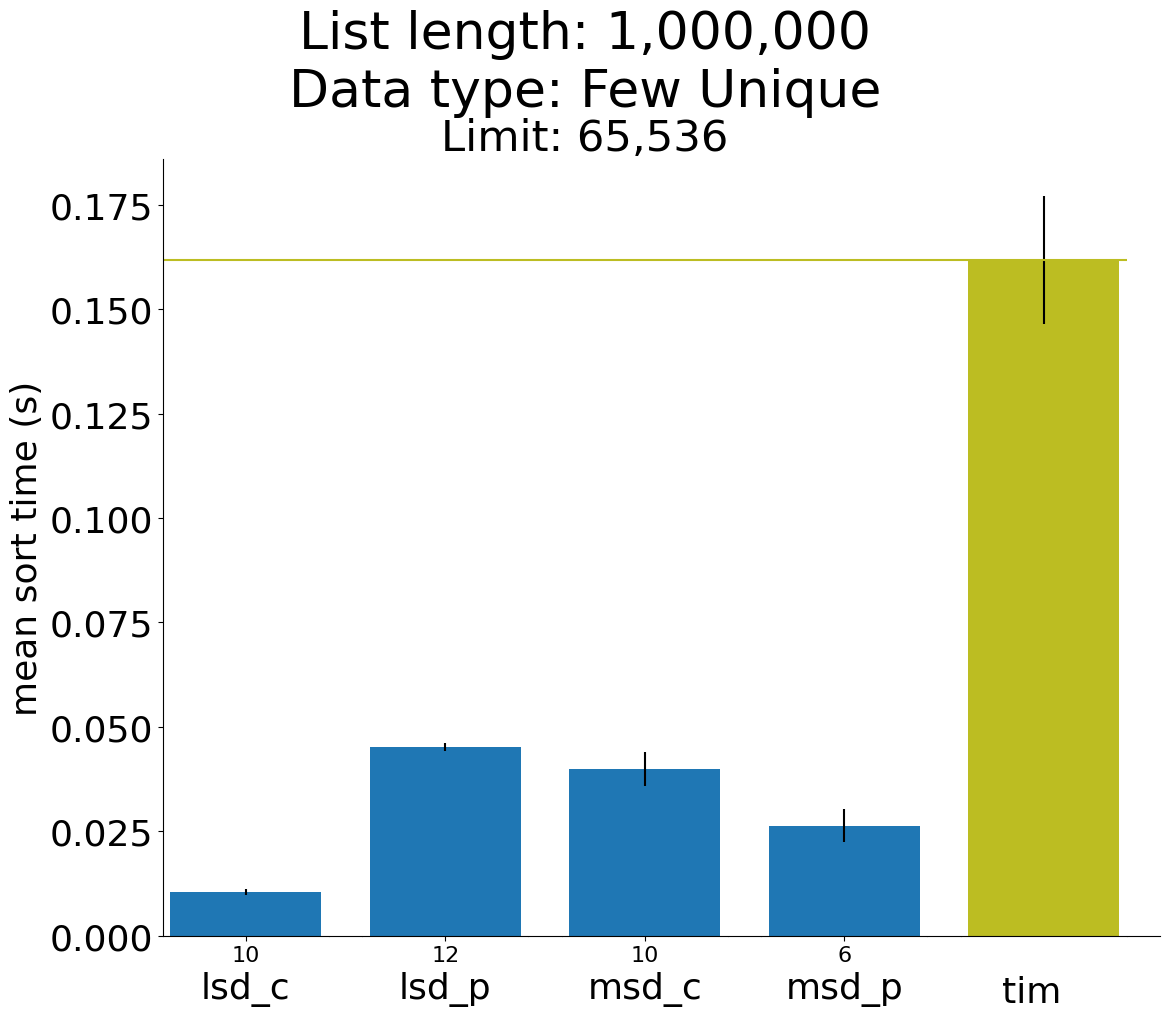 List length: 1,000,000
Data type: Few Unique
Limit: 65,536
0.175
0.150
0.125
0.100
0.075
0.050
0.025
0.000
mean sort time (s)
10 12 10 6
lsd_c lsd_p msd_c msd_p tim